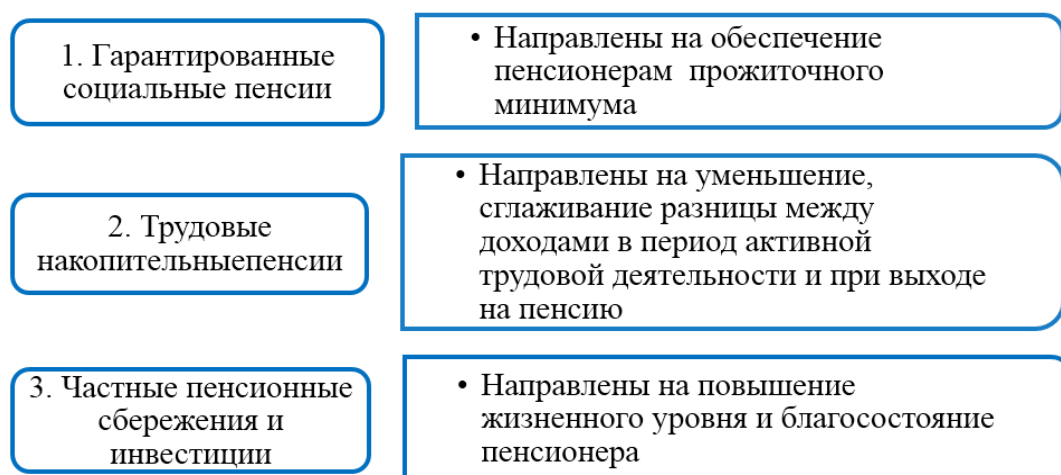 1. Гарантированные
социальные пенсии
• Направлены на обеспечение
пенсионерам прожиточного
минимума
2. Трудовые
накопительныепенсии
• Направлены на уменьшение,
сглаживание разницы между
доходами в период активной
трудовой деятельности и при выходе
на пенсию
3. Частные пенсионные
сбережения и
инвестиции
• Направлены на повышение
жизненного уровня и благосостояние
пенсионера